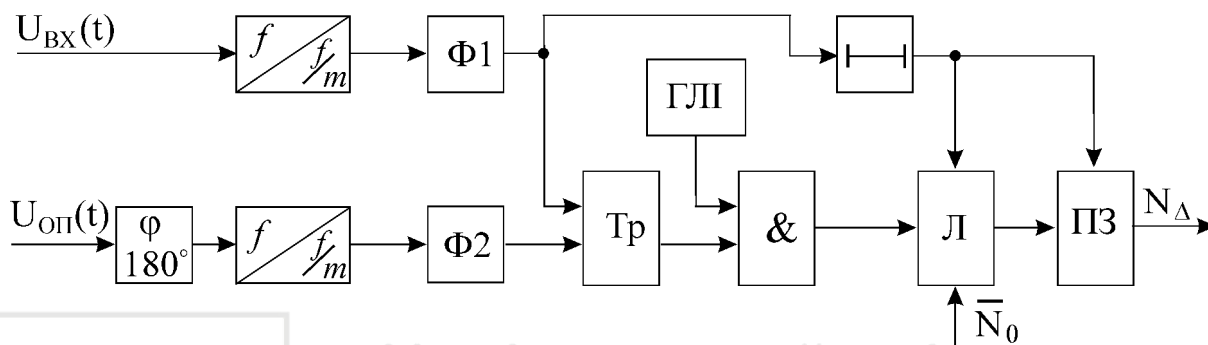 U_ВХ(t)
f
f/m
Ф1
ГЛІ
U_ОП(t)
φ
180°
f
f/m
Ф2
Тр
&
Л
ПЗ
N_Δ
N̅_0